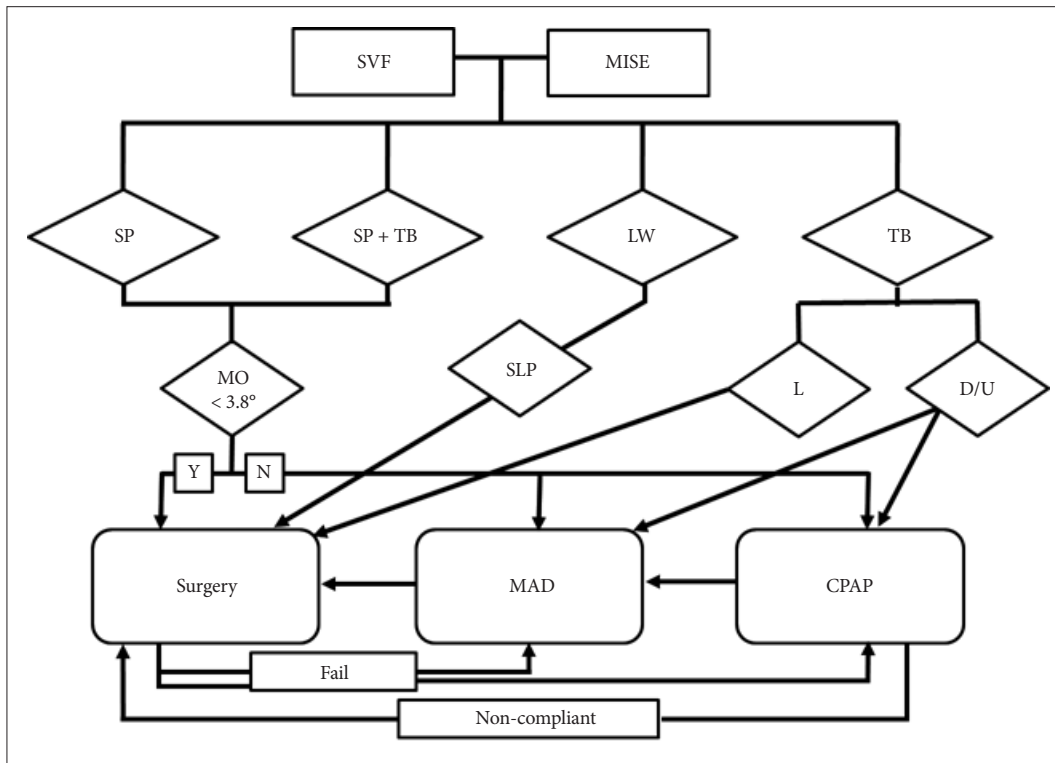 SVF
MISE
SP
SP + TB
LW
TB
MO
< 3.8°
SLP
L
D/U
Y
N
Surgery
MAD
CPAP
Fail
Non-compliant